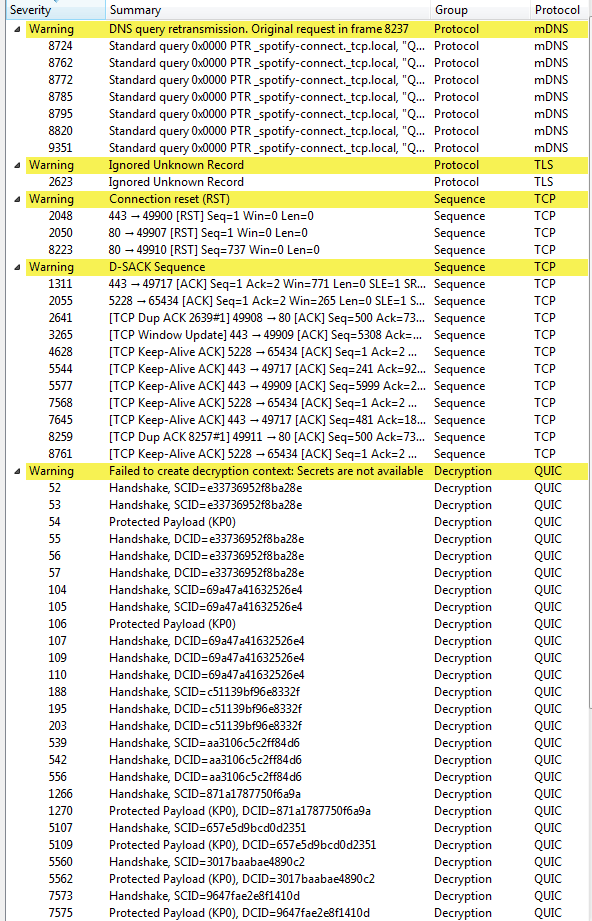 Severity Summary Group Protocol
Warning DNS query retransmission. Original request in frame 8237 Protocol mDNS
8724 Standard query 0x0000 PTR _spotify-connect._tcp.local, "Q... Protocol mDNS
8762 Standard query 0x0000 PTR _spotify-connect._tcp.local, "Q... Protocol mDNS
8772 Standard query 0x0000 PTR _spotify-connect._tcp.local, "Q... Protocol mDNS
8785 Standard query 0x0000 PTR _spotify-connect._tcp.local, "Q... Protocol mDNS
8795 Standard query 0x0000 PTR _spotify-connect._tcp.local, "Q... Protocol mDNS
8820 Standard query 0x0000 PTR _spotify-connect._tcp.local, "Q... Protocol mDNS
9351 Standard query 0x0000 PTR _spotify-connect._tcp.local, "Q... Protocol mDNS
Warning Ignored Unknown Record Protocol TLS
2623 Ignored Unknown Record Protocol TLS
Warning Connection reset (RST) Sequence TCP
2048 443 → 49900 [RST] Seq=1 Win=0 Len=0 Sequence TCP
2050 80 → 49907 [RST] Seq=1 Win=0 Len=0 Sequence TCP
8223 80 → 49910 [RST] Seq=737 Win=0 Len=0 Sequence TCP
Warning D-SACK Sequence Sequence TCP
1311 443 → 49717 [ACK] Seq=1 Ack=2 Win=771 Len=0 SLE=1 SR... Sequence TCP
2055 5228 → 65434 [ACK] Seq=1 Ack=2 Win=265 Len=0 SLE=1 S... Sequence TCP
2641 [TCP Dup ACK 2639#1] 49908 → 80 [ACK] Seq=500 Ack=73... Sequence TCP
3265 [TCP Window Update] 443 → 49909 [ACK] Seq=5308 Ack=... Sequence TCP
4628 [TCP Keep-Alive ACK] 5228 → 65434 [ACK] Seq=1 Ack=2 ... Sequence TCP
5544 [TCP Keep-Alive ACK] 443 → 49717 [ACK] Seq=241 Ack=92... Sequence TCP
5577 [TCP Keep-Alive ACK] 443 → 49909 [ACK] Seq=5999 Ack=2... Sequence TCP
7568 [TCP Keep-Alive ACK] 5228 → 65434 [ACK] Seq=1 Ack=2 ... Sequence TCP
7645 [TCP Keep-Alive ACK] 443 → 49717 [ACK] Seq=481 Ack=18... Sequence TCP
8259 [TCP Dup ACK 8257#1] 49911 → 80 [ACK] Seq=500 Ack=73... Sequence TCP
8761 [TCP Keep-Alive ACK] 5228 → 65434 [ACK] Seq=1 Ack=2 ... Sequence TCP
Warning Failed to create decryption context: Secrets are not available Decryption QUIC
52 Handshake, SCID=e33736952f8ba28e Decryption QUIC
53 Handshake, SCID=e33736952f8ba28e Decryption QUIC
54 Protected Payload (KP0) Decryption QUIC
55 Handshake, DCID=e33736952f8ba28e Decryption QUIC
56 Handshake, DCID=e33736952f8ba28e Decryption QUIC
57 Handshake, DCID=e33736952f8ba28e Decryption QUIC
104 Handshake, SCID=69a47a41632526e4 Decryption QUIC
105 Handshake, SCID=69a47a41632526e4 Decryption QUIC
106 Protected Payload (KP0) Decryption QUIC
107 Handshake, DCID=69a47a41632526e4 Decryption QUIC
109 Handshake, DCID=69a47a41632526e4 Decryption QUIC
110 Handshake, DCID=69a47a41632526e4 Decryption QUIC
188 Handshake, SCID=c51139bf96e8332f Decryption QUIC
195 Handshake, DCID=c51139bf96e8332f Decryption QUIC
203 Handshake, DCID=c51139bf96e8332f Decryption QUIC
539 Handshake, SCID=aa3106c5c2ff84d6 Decryption QUIC
542 Handshake, DCID=aa3106c5c2ff84d6 Decryption QUIC
556 Handshake, DCID=aa3106c5c2ff84d6 Decryption QUIC
1266 Handshake, SCID=871a1787750f6a9a Decryption QUIC
1270 Protected Payload (KP0), DCID=871a1787750f6a9a Decryption QUIC
5107 Handshake, SCID=657e5d9bcd0d2351 Decryption QUIC
5109 Protected Payload (KP0), DCID=657e5d9bcd0d2351 Decryption QUIC
5560 Handshake, SCID=3017baabae4890c2 Decryption QUIC
5562 Protected Payload (KP0), DCID=3017baabae4890c2 Decryption QUIC
7573 Handshake, SCID=9647fae2e8f1410d Decryption QUIC
7575 Protected Payload (KP0), DCID=9647fae2e8f1410d Decryption QUIC